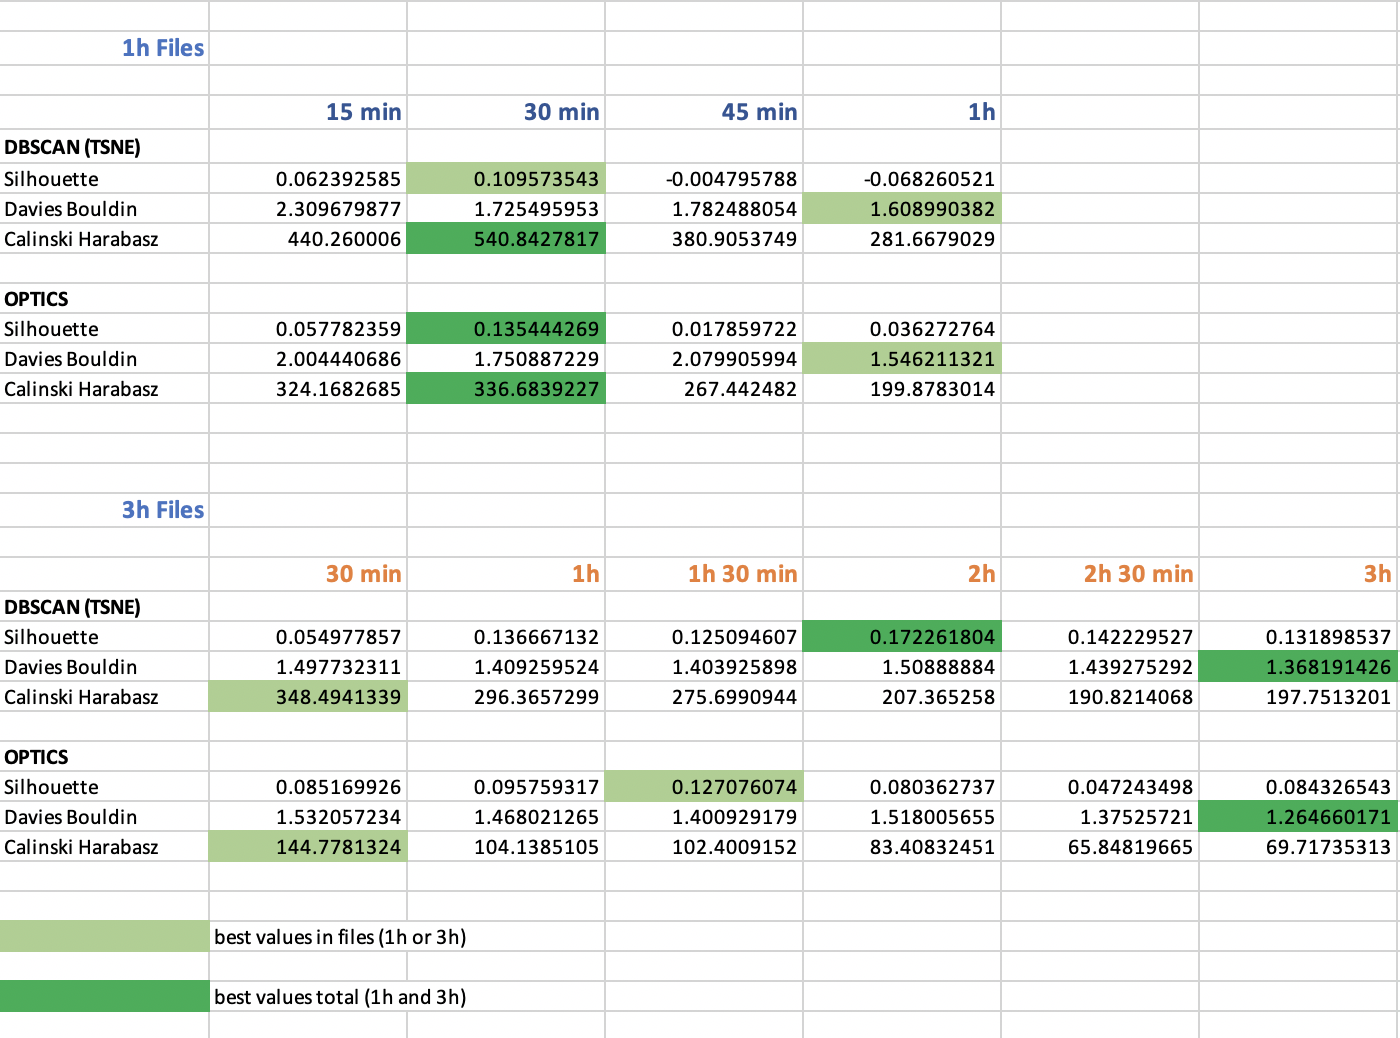 1h Files
15 min 30 min 45 min 1h
DBSCAN (TSNE)
Silhouette 0.062392585 0.109573543 -0.004795788 -0.068260521
Davies Bouldin 2.309679877 1.725495953 1.782488054 1.608990382
Calinski Harabasz 440.260006 540.8427817 380.9053749 281.6679029
OPTICS
Silhouette 0.057782359 0.135444269 0.017859722 0.036272764
Davies Bouldin 2.004440686 1.750887229 2.079905994 1.546211321
Calinski Harabasz 324.1682685 336.6839227 267.442482 199.8783014
3h Files
30 min 1h 1h 30 min 2h 2h 30 min 3h
DBSCAN (TSNE)
Silhouette 0.054977857 0.136667132 0.125094607 0.172261804 0.142229527 0.131898537
Davies Bouldin 1.497732311 1.409259524 1.403925898 1.50888884 1.439275292 1.368191426
Calinski Harabasz 348.4941339 296.3657299 275.6990944 207.365258 190.8214068 197.7513201
OPTICS
Silhouette 0.085169926 0.095759317 0.127076074 0.080362737 0.047243498 0.084326543
Davies Bouldin 1.532057234 1.468021265 1.400929179 1.518005655 1.37525721 1.264660171
Calinski Harabasz 144.7781324 104.1385105 102.4009152 83.40832451 65.84819665 69.71735313
best values in files (1h or 3h)
best values total (1h and 3h)